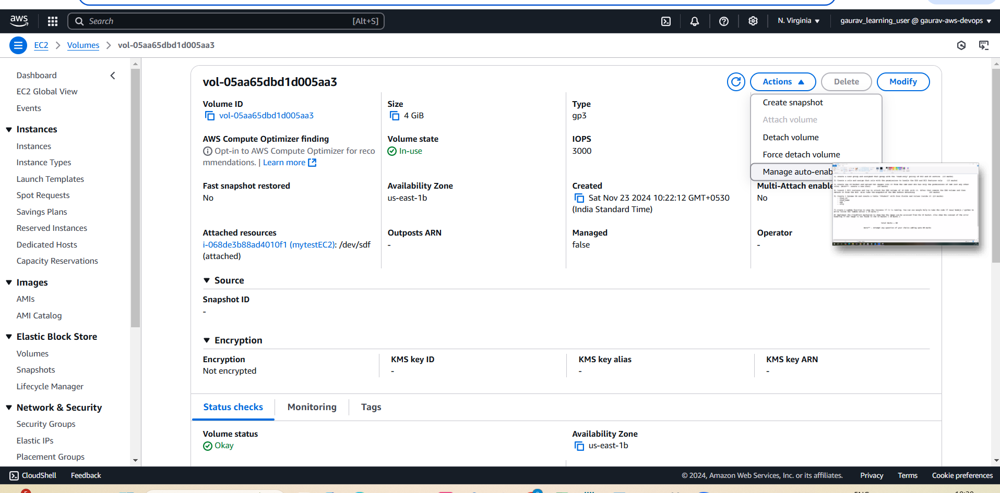 aws
Search
[Alt+S]
N. Virginia
gaurav_learning_user @ gaurav-aws-devops
EC2
Volumes
vol-05aa65dbd1d005aa3
Dashboard
EC2 Global View
Events
Instances
Instances
Instance Types
Launch Templates
Spot Requests
Savings Plans
Reserved Instances
Dedicated Hosts
Capacity Reservations
Images
AMIs
AMI Catalog
Elastic Block Store
Volumes
Snapshots
Lifecycle Manager
Network & Security
Security Groups
Elastic IPs
Placement Groups
vol-05aa65dbd1d005aa3
Actions
Delete
Modify
Create snapshot
Attach volume
Detach volume
Force detach volume
Manage auto-enab
Volume ID
vol-05aa65dbd1d005aa3
Size
4 GiB
Type
gp3
AWS Compute Optimizer finding
Opt-in to AWS Compute Optimizer for reco
mmendations. | Learn more
Volume state
In-use
IOPS
3000
Fast snapshot restored
No
Availability Zone
us-east-1b
Created
Sat Nov 23 2024 10:22:12 GMT+0530
(India Standard Time)
Multi-Attach enable
No
Attached resources
i-068de3b88ad4010f1 (mytestEC2): /dev/sdf
(attached)
Outposts ARN
-
Managed
false
Operator
-
Source
Snapshot ID
-
Encryption
Encryption
Not encrypted
KMS key ID
-
KMS key alias
-
KMS key ARN
-
Status checks
Monitoring
Tags
Volume status
Okay
Availability Zone
us-east-1b
CloudShell
Feedback
© 2024, Amazon Web Services, Inc. or its affiliates.
Privacy
Terms
Cookie preferences